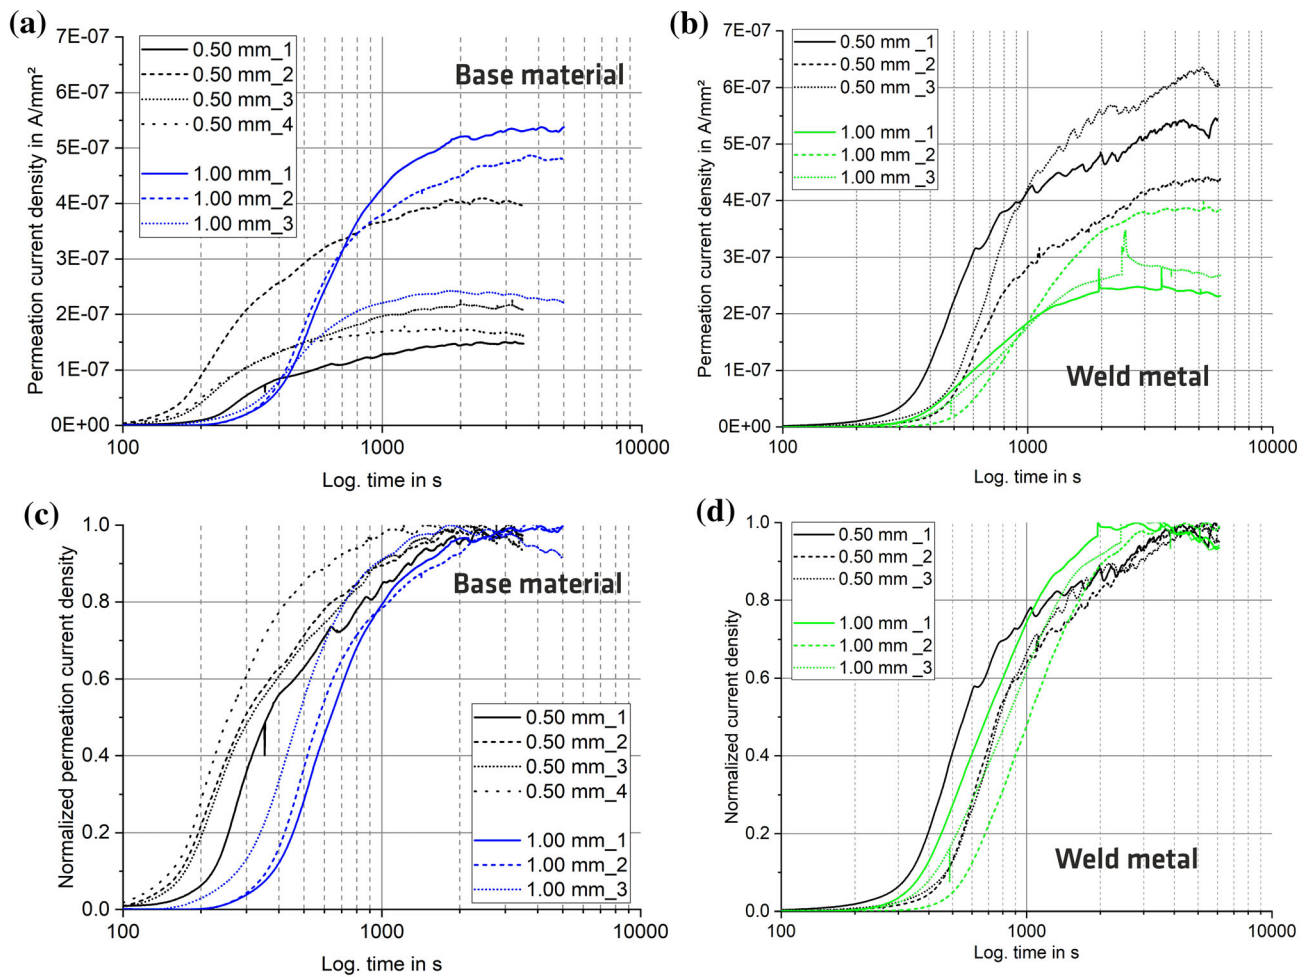 (a)
7E-07
6E-07
5E-07
4E-07
3E-07
2E-07
1E-07
0E+00
Permeation current density in A/mm²
0.50 mm_1
0.50 mm_2
0.50 mm_3
0.50 mm_4
1.00 mm_1
1.00 mm_2
1.00 mm_3
Base material
100
1000
10000
Log. time in s
(b)
7E-07
6E-07
5E-07
4E-07
3E-07
2E-07
1E-07
0E+00
Permeation current density in A/mm²
0.50 mm _1
0.50 mm _2
0.50 mm _3
1.00 mm _1
1.00 mm _2
1.00 mm _3
Weld metal
100
1000
10000
Log. time in s
(c)
1.0
0.8
0.6
0.4
0.2
0.0
Normalized permeation current density
Base material
0.50 mm_1
0.50 mm_2
0.50 mm_3
0.50 mm_4
1.00 mm_1
1.00 mm_2
1.00 mm_3
100
1000
10000
Log. time in s
(d)
1.0
0.8
0.6
0.4
0.2
0.0
Normalized current density
0.50 mm _1
0.50 mm _2
0.50 mm _3
1.00 mm _1
1.00 mm _2
1.00 mm _3
Weld metal
100
1000
10000
Log. time in s